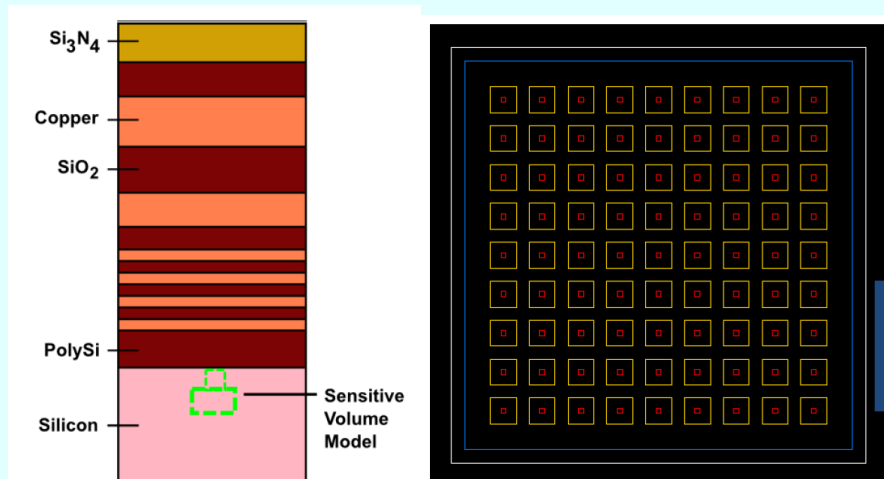 Si3N4
Copper
SiO2
PolySi
Silicon
Sensitive
Volume
Model